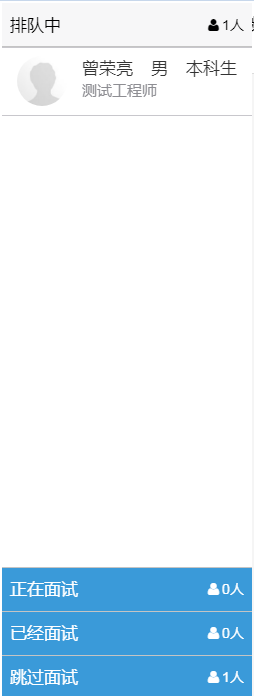 排队中 1人
曾荣亮 男 本科生
测试工程师
正在面试 0人
已经面试 0人
跳过面试 1人